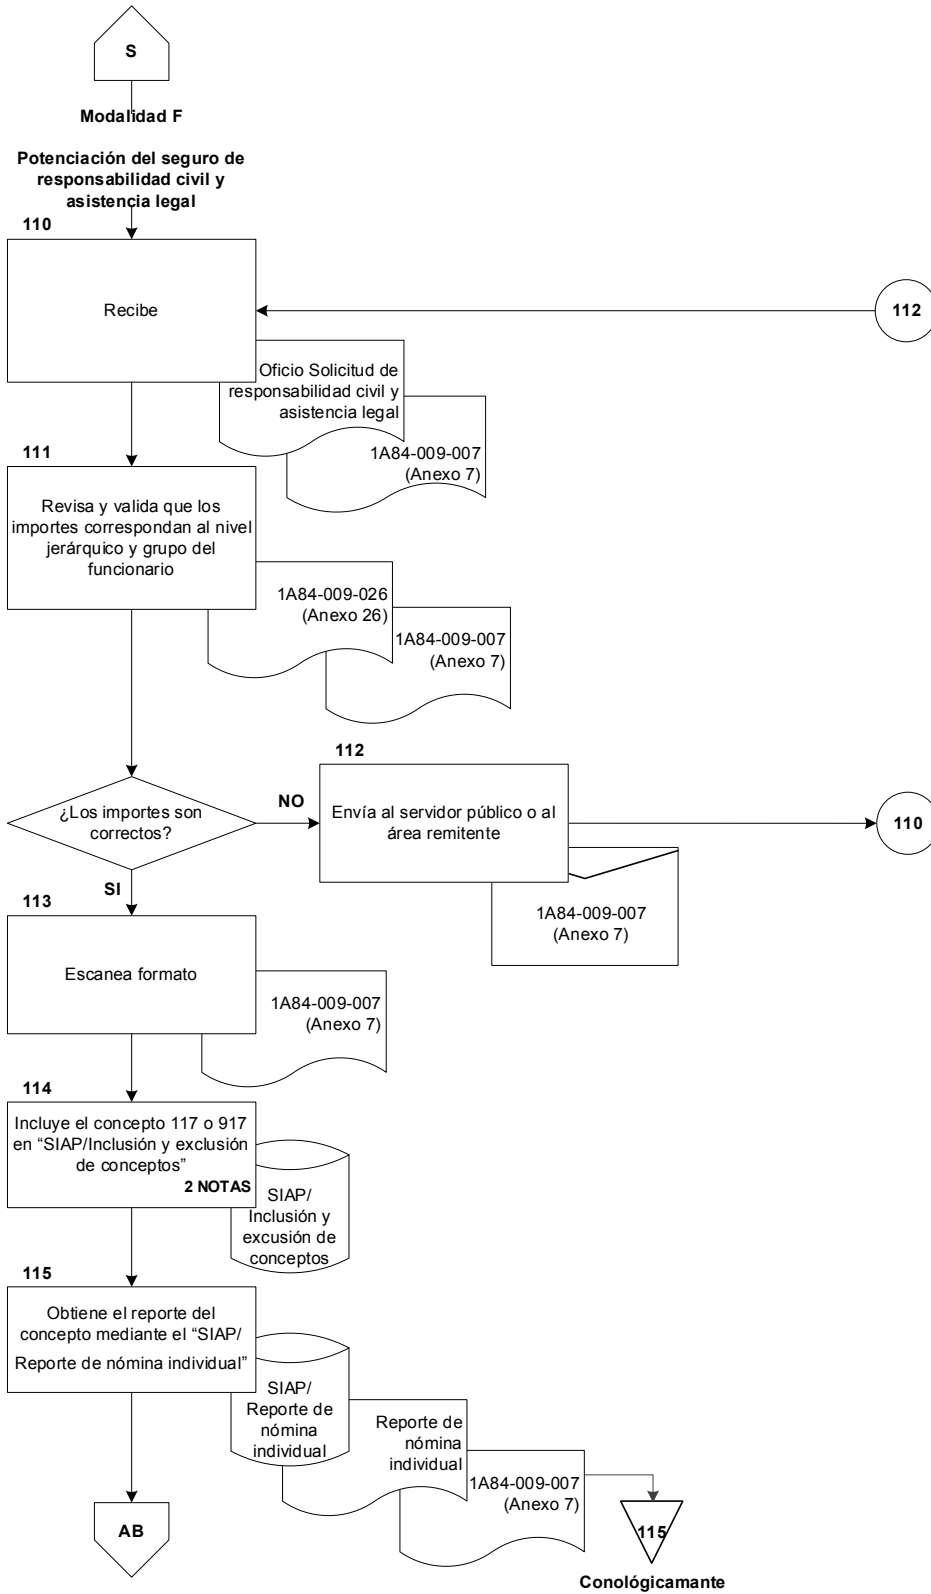 S
Modalidad F
Potenciación del seguro de
responsabilidad civil y
asistencia legal
110
Recibe
112
Oficio Solicitud de
responsabilidad civil y
asistencia legal
1A84-009-007
(Anexo 7)
111
Revisa y valida que los
importes correspondan al nivel
jerárquico y grupo del
funcionario
1A84-009-026
(Anexo 26)
1A84-009-007
(Anexo 7)
¿Los importes son
correctos?
NO
112
Envía al servidor público o al
área remitente
110
1A84-009-007
(Anexo 7)
SI
113
Escanea formato
1A84-009-007
(Anexo 7)
114
Incluye el concepto 117 o 917
en “SIAP/Inclusión y exclusión
de conceptos”
2 NOTAS
SIAP/
Inclusión y
excusión de
conceptos
115
Obtiene el reporte del
concepto mediante el “SIAP/
Reporte de nómina individual”
SIAP/
Reporte de
nómina
individual
Reporte de
nómina
individual
1A84-009-007
(Anexo 7)
AB
115
Conológicamante